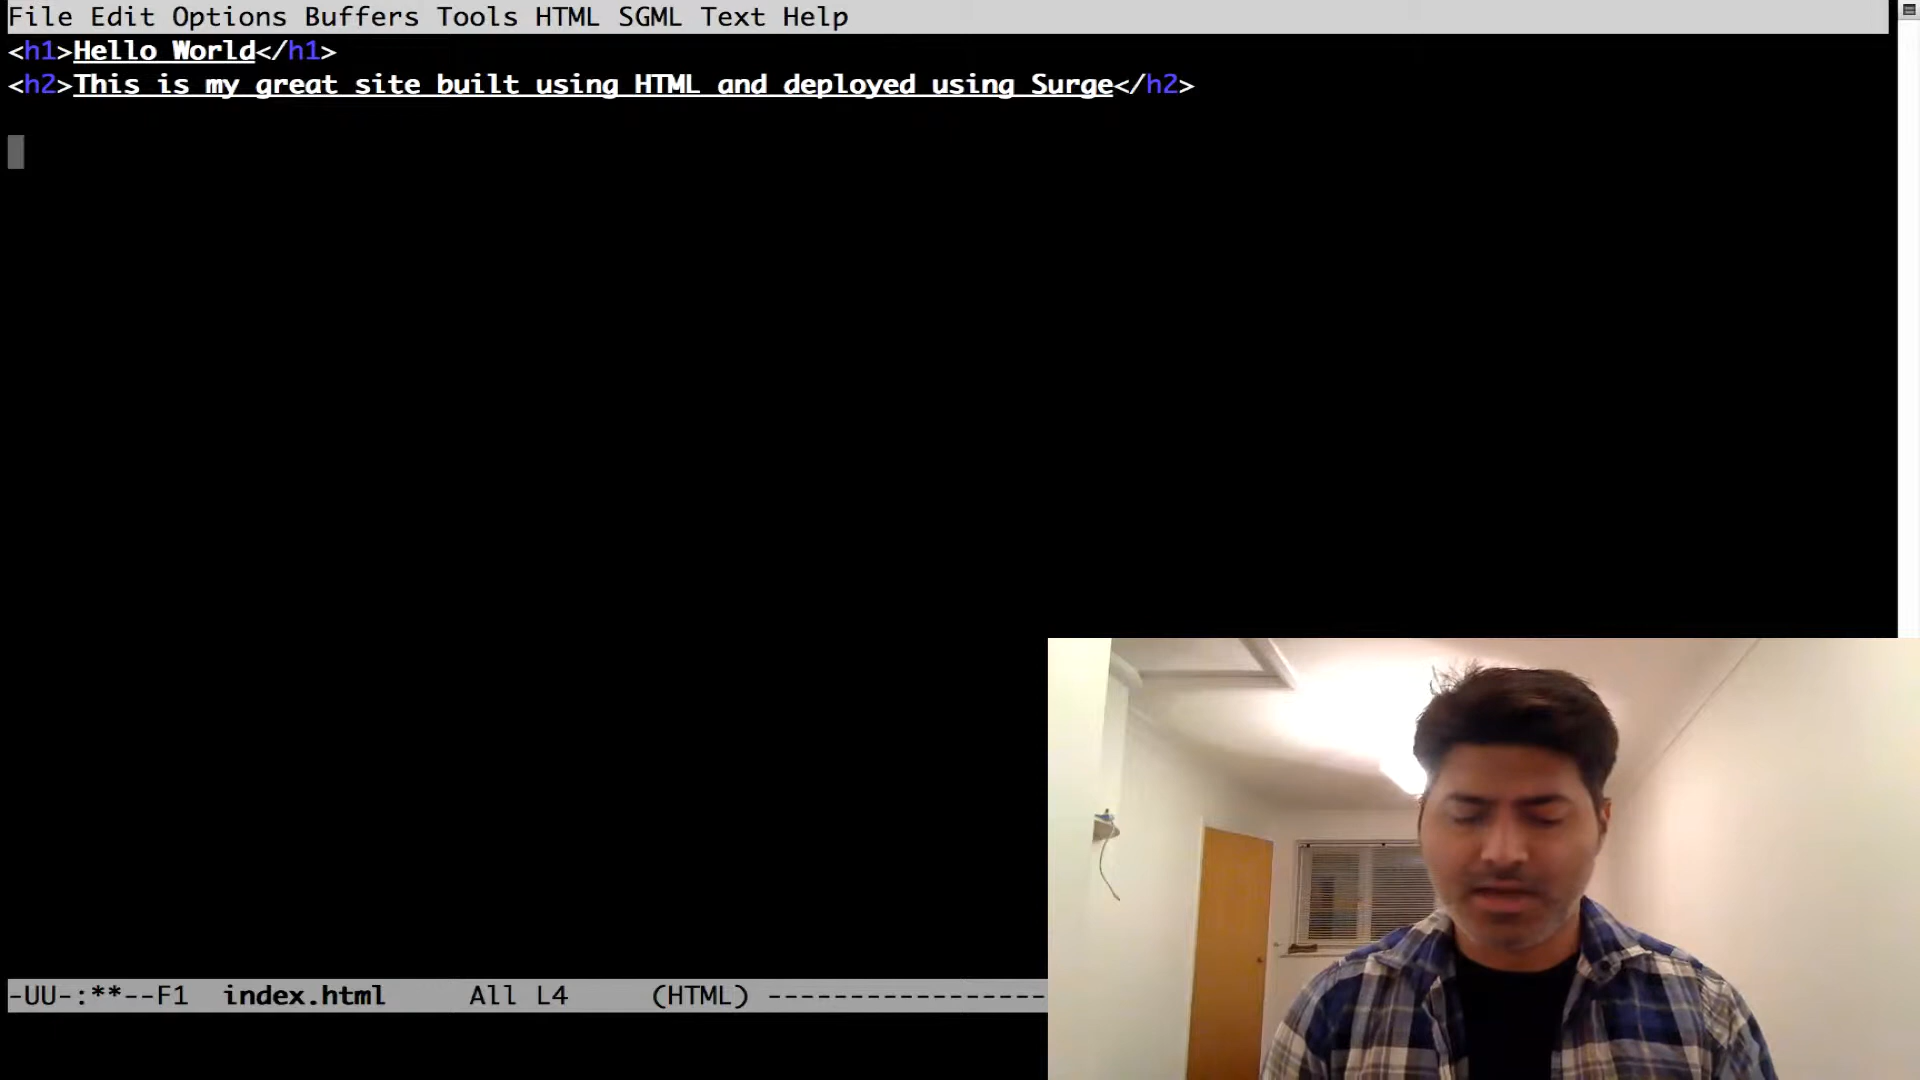 File Edit Options Buffers Tools HTML SGML Text Help
<h1>Hello World</h1>
<h2>This is my great site built using HTML and deployed using Surge</h2>
-UU-:**--F1  index.html     All L4     (HTML) -----------------